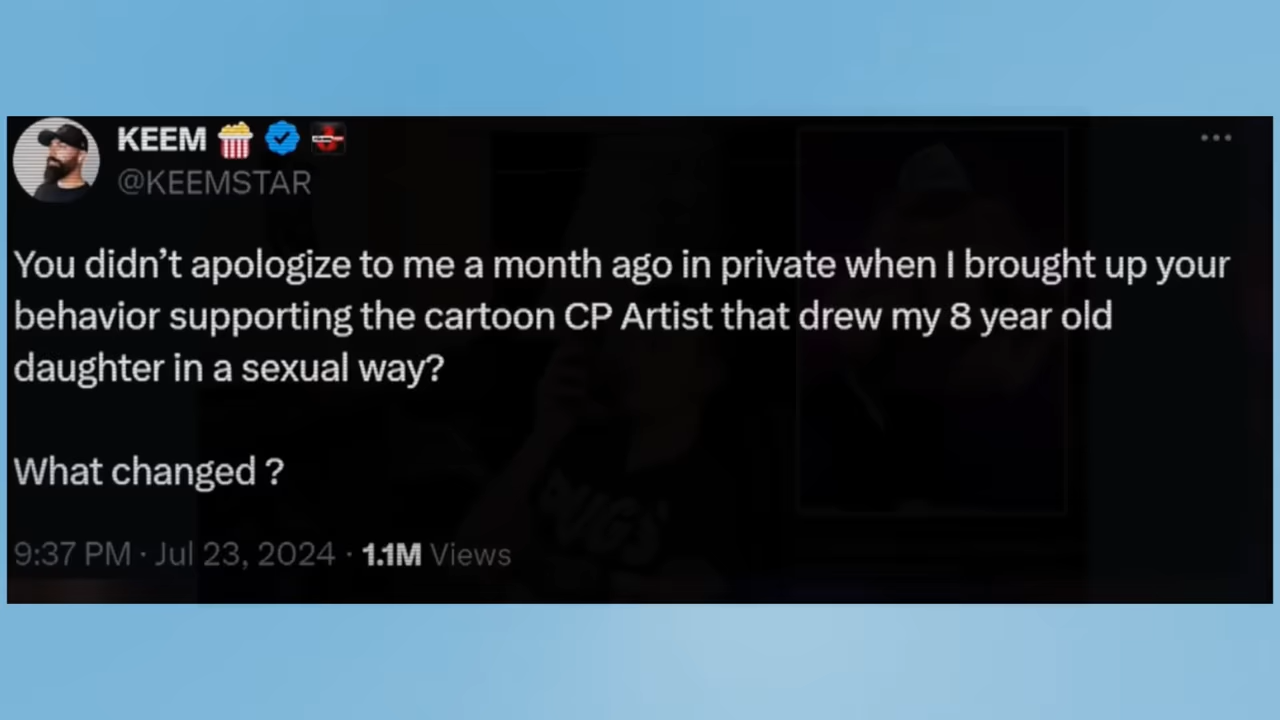 KEEM
@KEEMSTAR
You didn’t apologize to me a month ago in private when I brought up your
behavior supporting the cartoon CP Artist that drew my 8 year old
daughter in a sexual way?
What changed ?
9:37 PM · Jul 23, 2024 · 1.1M Views